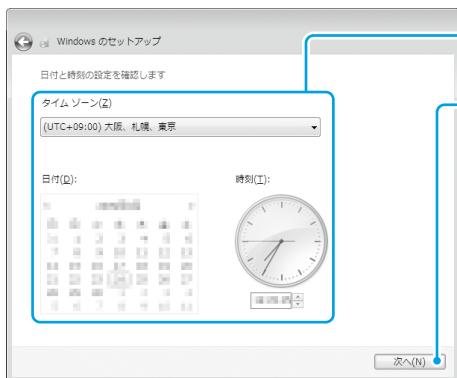 Windows のセットアップ
日付と時刻の設定を確認します
タイム ゾーン(Z)
(UTC+09:00) 大阪、札幌、東京
日付(D):
時刻(T):
次へ(N)